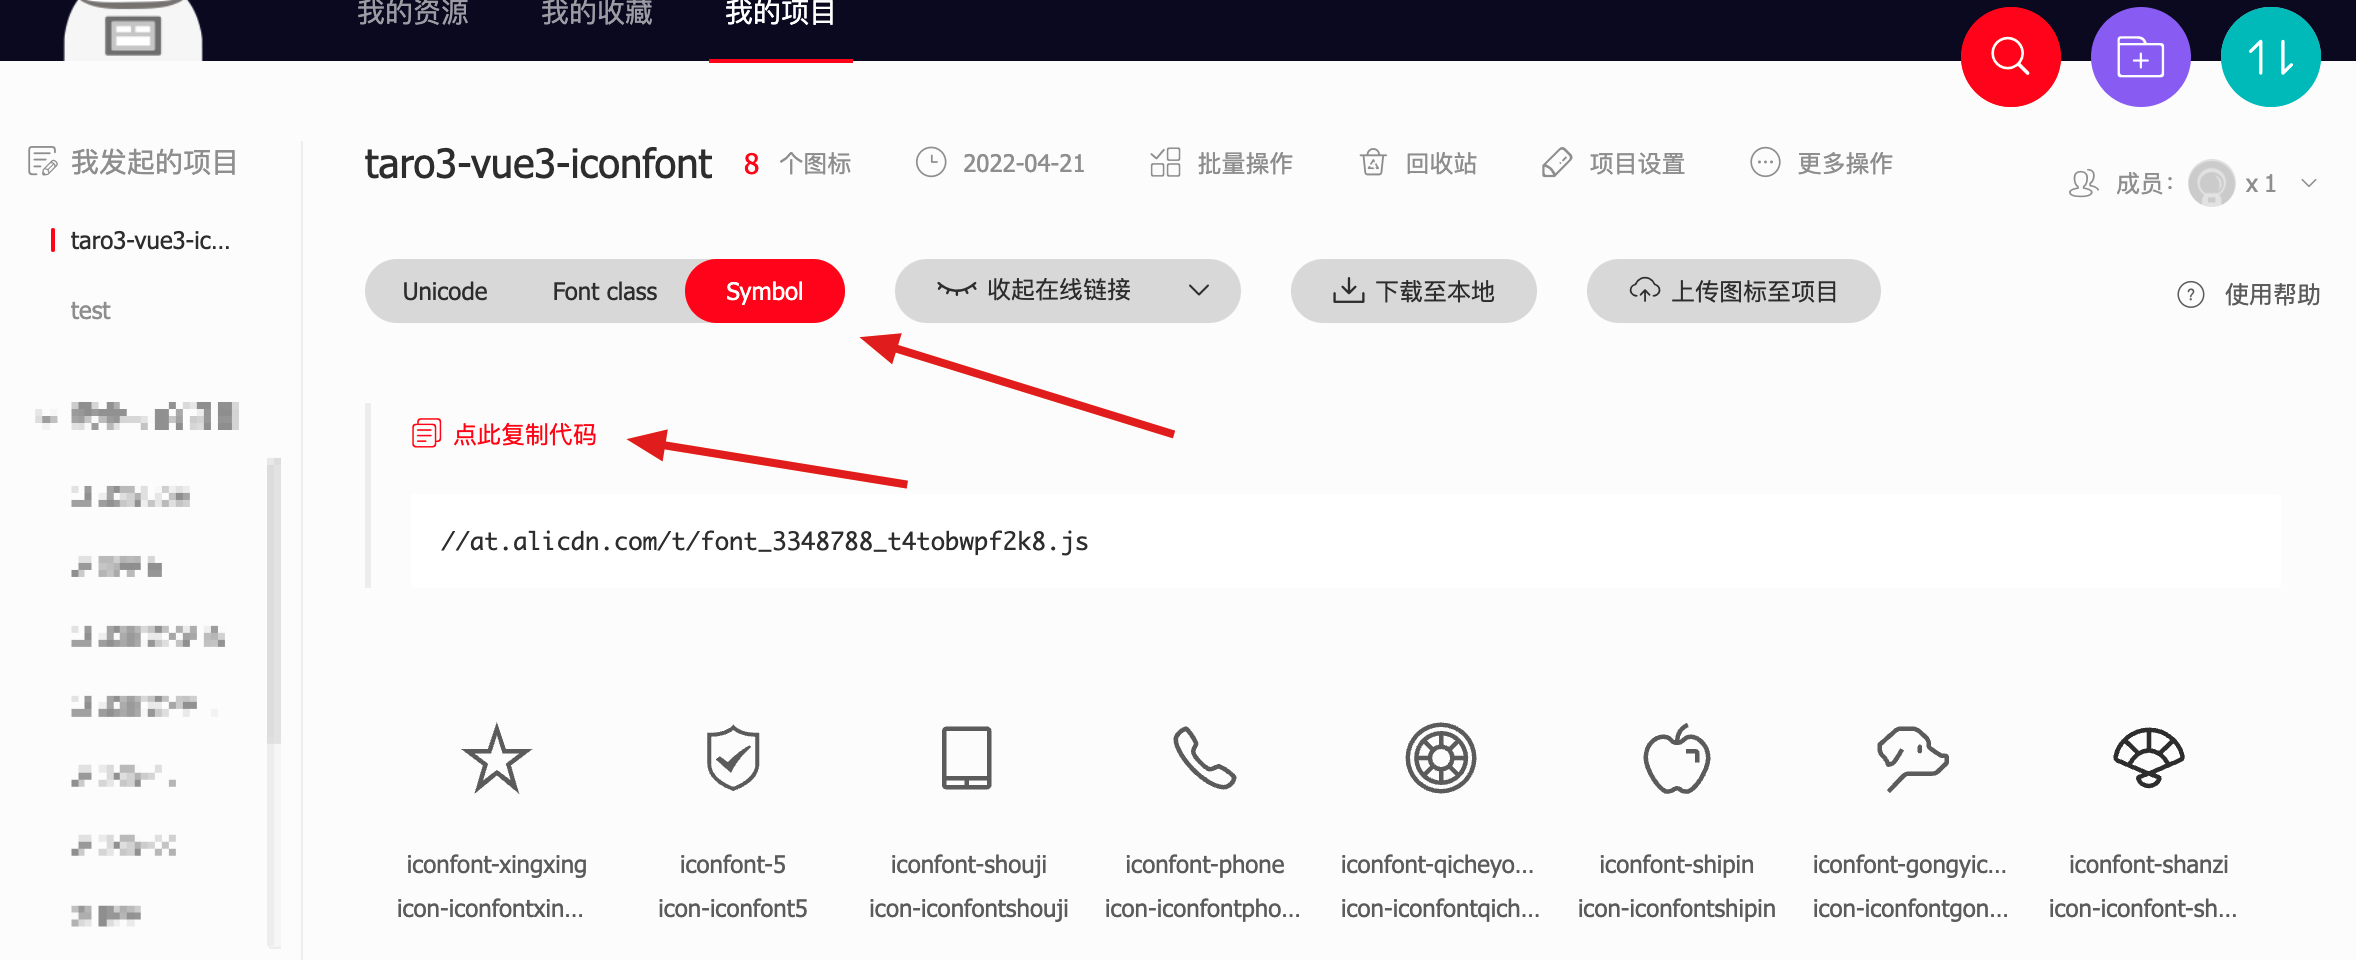 我的资源 我的收藏 我的项目
我发起的项目
taro3-vue3-ic...
test
taro3-vue3-iconfont 8 个图标 2022-04-21 批量操作 回收站 项目设置 更多操作
成员： x 1
Unicode Font class Symbol 收起在线链接 下载至本地 上传图标至项目
使用帮助
点此复制代码
//at.alicdn.com/t/font_3348788_t4tobwpf2k8.js
iconfont-xingxing iconfont-5 iconfont-shouji iconfont-phone iconfont-qicheyo... iconfont-shipin iconfont-gongyic... iconfont-shanzi
icon-iconfontxin... icon-iconfont5 icon-iconfontshouji icon-iconfontpho... icon-iconfontqich... icon-iconfontshipin icon-iconfontgon... icon-iconfont-sh...